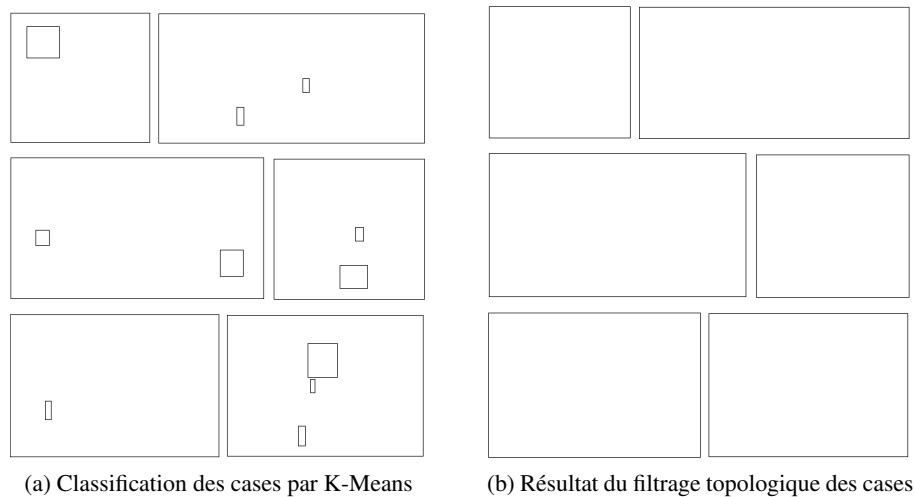 (a) Classification des cases par K-Means
(b) Résultat du filtrage topologique des cases